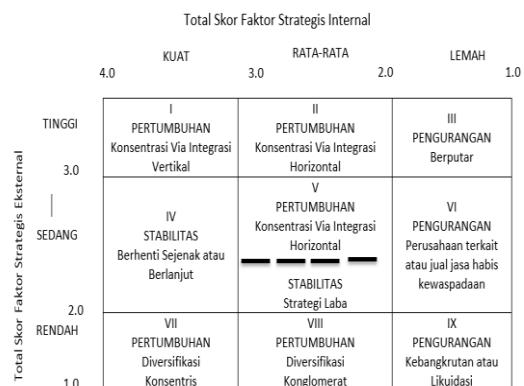 Total Skor Faktor Strategis Internal
KUAT
RATA-RATA
LEMAH
4.0
3.0
2.0
1.0
Total Skor Faktor Strategis Eksternal
TINGGI
3.0
SEDANG
2.0
RENDAH
1.0
I
PERTUMBUHAN
Konsentrasi Via Integrasi
Vertikal
II
PERTUMBUHAN
Konsentrasi Via Integrasi
Horizontal
III
PENGURANGAN
Berputar
IV
STABILITAS
Berhenti Sejenak atau
Berlanjut
V
PERTUMBUHAN
Konsentrasi Via Integrasi
Horizontal
STABILITAS
Strategi Laba
VI
PENGURANGAN
Perusahaan terkait
atau jual jasa habis
kewaspadaan
VII
PERTUMBUHAN
Diversifikasi
Konsentris
VIII
PERTUMBUHAN
Diversifikasi
Konglomerat
IX
PENGURANGAN
Kebangkrutan atau
Likuidasi